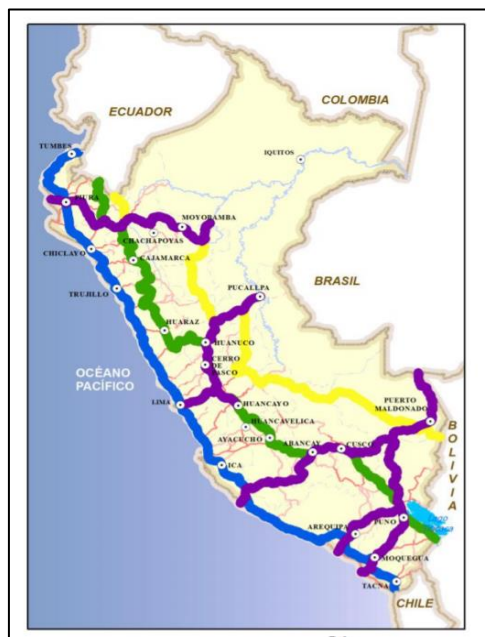 ECUADOR
COLOMBIA
TUMBES
IQUITOS
PIURA
MOYOBAMBA
CHACHAPOYAS
CHICLAYO
CAJAMARCA
BRASIL
TRUJILLO
PUCALLPA
HUARAZ
HUANUCO
CERRO
DE
PASCO
OCÉANO
PACÍFICO
LIMA
HUANCAYO
PUERTO
MALDONADO
HUANCAVELICA
AYACUCHO
ABANCAY
CUSCO
BOLIVIA
ICA
PUNO
Lago
AREQUIPA
MOQUEGUA
TACNA
CHILE